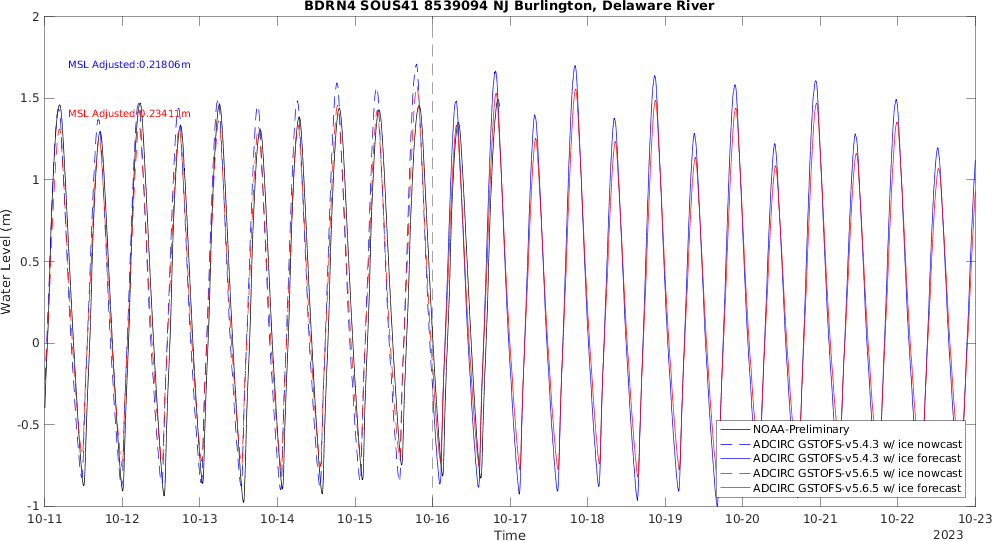 BDRN4 SOUS41 8539094 NJ Burlington, Delaware River
2
1.5
1
0.5
0
-0.5
-1
Water Level (m)
MSL Adjusted:0.21806m
MSL Adjusted:0.23411m
NOAA-Preliminary
ADCIRC GSTOFS-v5.4.3 w/ ice nowcast
ADCIRC GSTOFS-v5.4.3 w/ ice forecast
ADCIRC GSTOFS-v5.6.5 w/ ice nowcast
ADCIRC GSTOFS-v5.6.5 w/ ice forecast
10-11 10-12 10-13 10-14 10-15 10-16 10-17 10-18 10-19 10-20 10-21 10-22 10-23
Time
2023